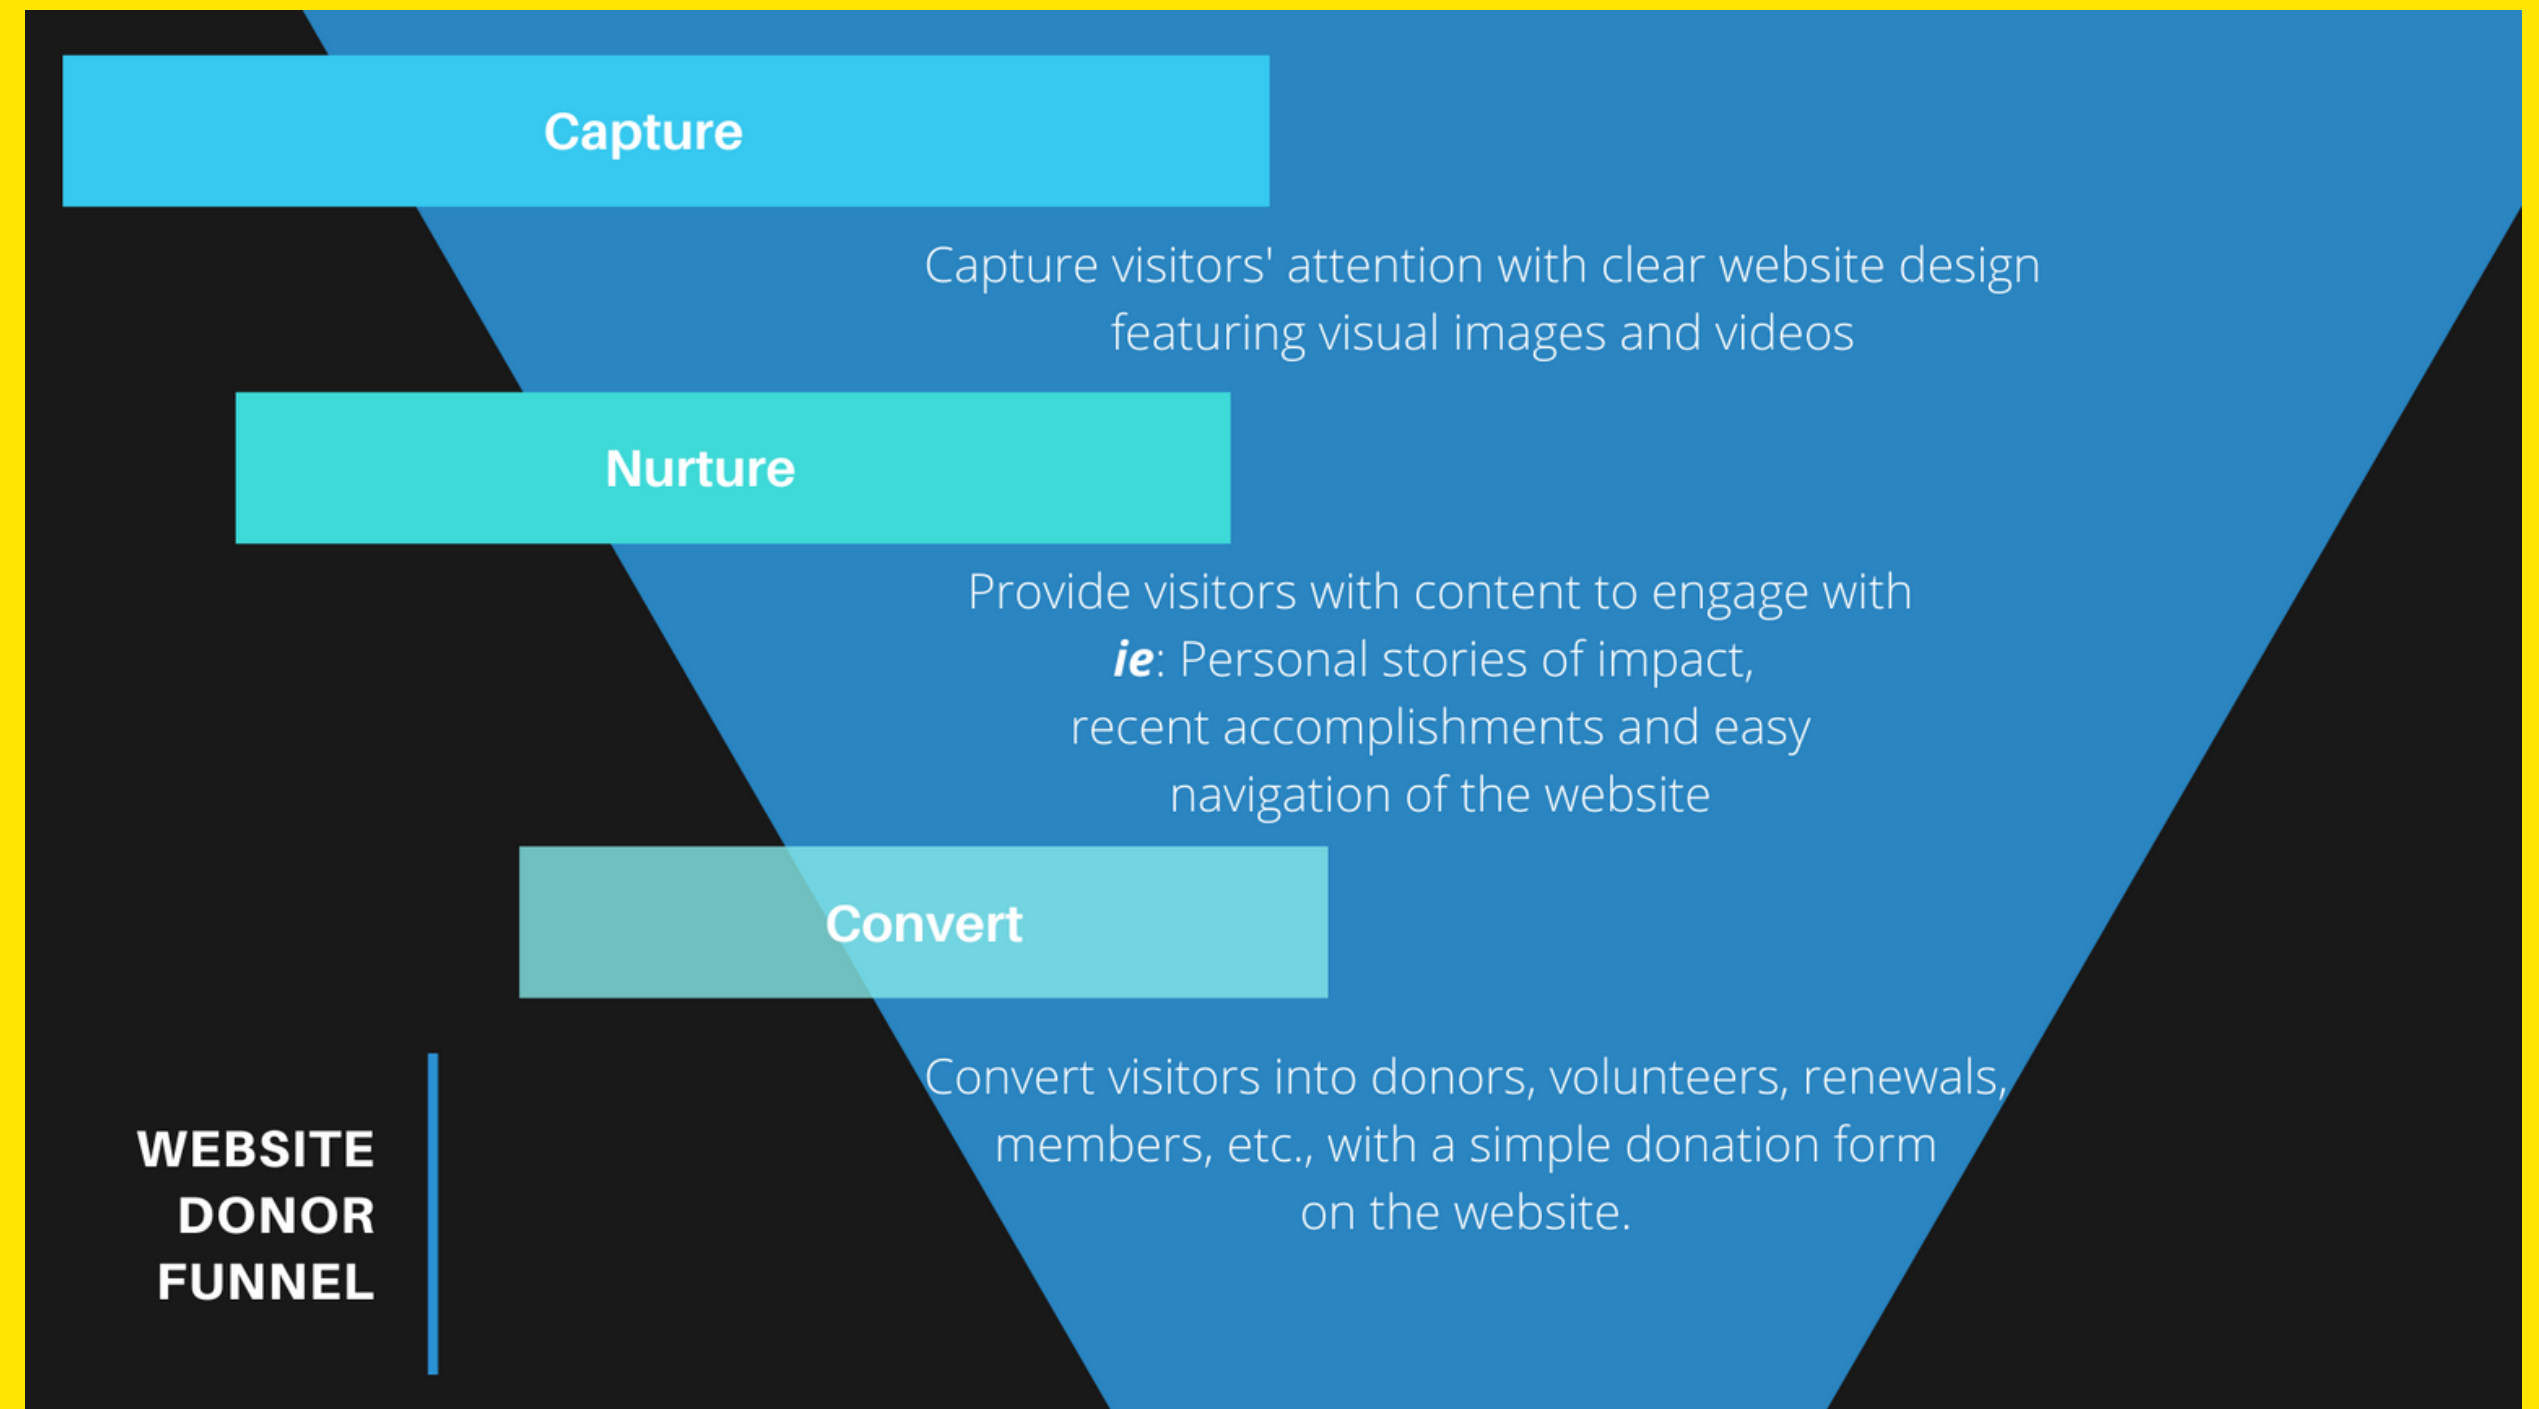 Capture
Capture visitors' attention with clear website design
featuring visual images and videos
Nurture
Provide visitors with content to engage with
ie: Personal stories of impact,
recent accomplishments and easy
navigation of the website
Convert
Convert visitors into donors, volunteers, renewals,
members, etc., with a simple donation form
on the website.
WEBSITE
DONOR
FUNNEL